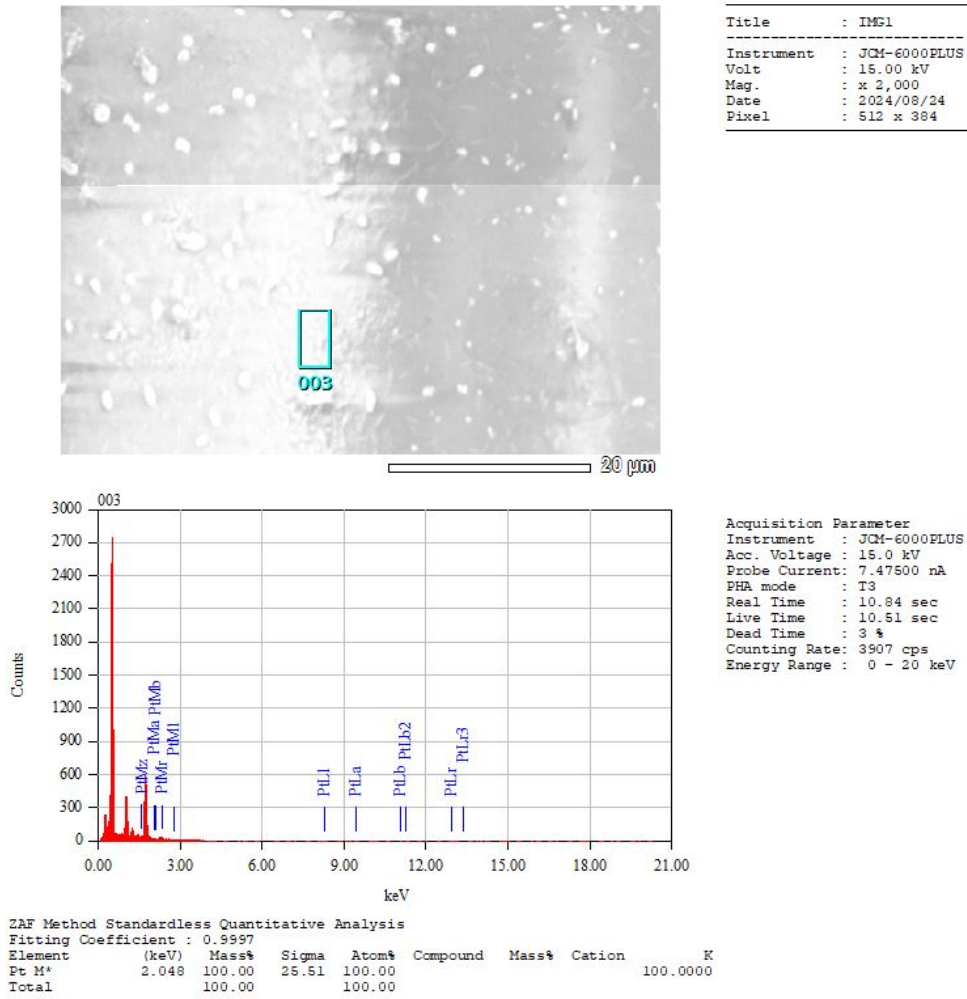 Title : IMG1
---------------------------
Instrument : JCM-6000PLUS
Volt : 15.00 kV
Mag. : x 2,000
Date : 2024/08/24
Pixel : 512 x 384
003
20 µm
003
3000
2700
2400
2100
1800
1500
1200
900
600
300
0
Counts
PtMz
PtMa
PtMb
PtMr
PtM1
PtL1
PtLa
PtLb
PtLb2
PtLr
PtLr3
0.00 3.00 6.00 9.00 12.00 15.00 18.00 21.00
keV
Acquisition Parameter
Instrument : JCM-6000PLUS
Acc. Voltage : 15.0 kV
Probe Current: 7.47500 nA
PHA mode : T3
Real Time : 10.84 sec
Live Time : 10.51 sec
Dead Time : 3 %
Counting Rate: 3907 cps
Energy Range : 0 - 20 keV
ZAF Method Standardless Quantitative Analysis
Fitting Coefficient : 0.9997
Element (keV) Mass% Sigma Atom% Compound Mass% Cation K
Pt M* 2.048 100.00 25.51 100.00 100.0000
Total 100.00 100.00